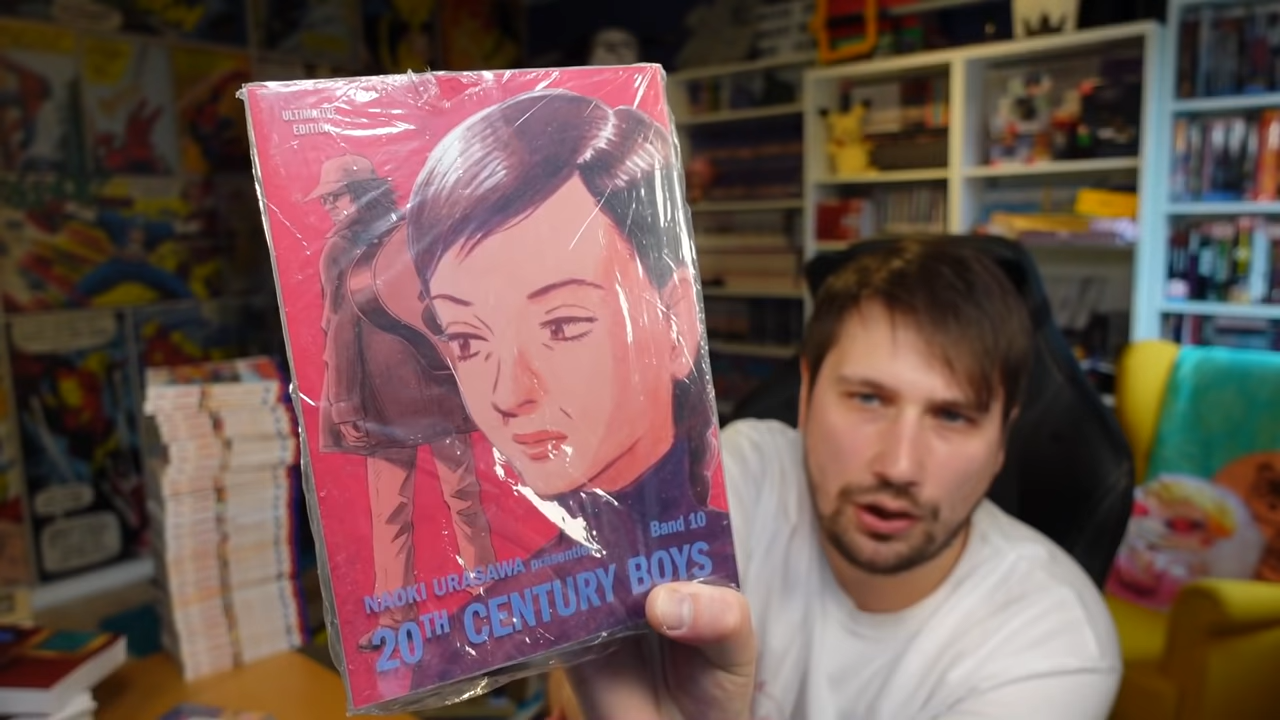 ULTIMATIVE
EDITION
Band 10
NAOKI URASAWA präsentiert
20TH CENTURY BOYS